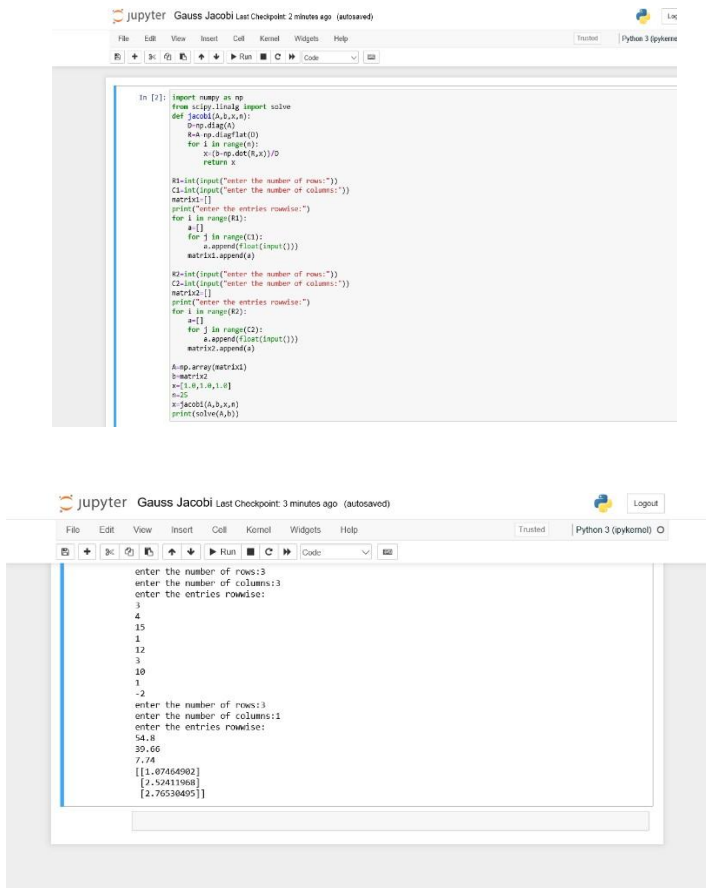 jupyter Gauss Jacobi Last Checkpoint: 2 minutes ago (autosaved)
File Edit View Insert Cell Kernel Widgets Help
Trusted
Run Code
In [2]: import numpy as np
from scipy.linalg import solve
def jacobi(A,b,x,n):
D=np.diag(A)
R=A-np.diagflat(D)
for i in range(n):
x=(b-np.dot(R,x))/D
return x
R1=int(input("enter the number of rows:"))
C1=int(input("enter the number of columns:"))
matrix1=[]
print("enter the entries rowwise:")
for i in range(R1):
a=[]
for j in range(C1):
a.append(float(input()))
matrix1.append(a)
R2=int(input("enter the number of rows:"))
C2=int(input("enter the number of columns:"))
matrix2=[]
print("enter the entries rowwise:")
for i in range(R2):
a=[]
for j in range(C2):
a.append(float(input()))
matrix2.append(a)
A=np.array(matrix1)
b=matrix2
x=[1.0,1.0,1.0]
n=25
x=jacobi(A,b,x,n)
print(solve(A,b))
jupyter Gauss Jacobi Last Checkpoint: 3 minutes ago (autosaved)
Logout
File Edit View Insert Cell Kernel Widgets Help
Trusted Python 3 (ipykernel)
Run Code
enter the number of rows:3
enter the number of columns:3
enter the entries rowwise:
3
4
15
1
12
3
10
1
-2
enter the number of rows:3
enter the number of columns:1
enter the entries rowwise:
54.8
39.66
7.74
[[1.07464902]
[2.52411968]
[2.76530495]]